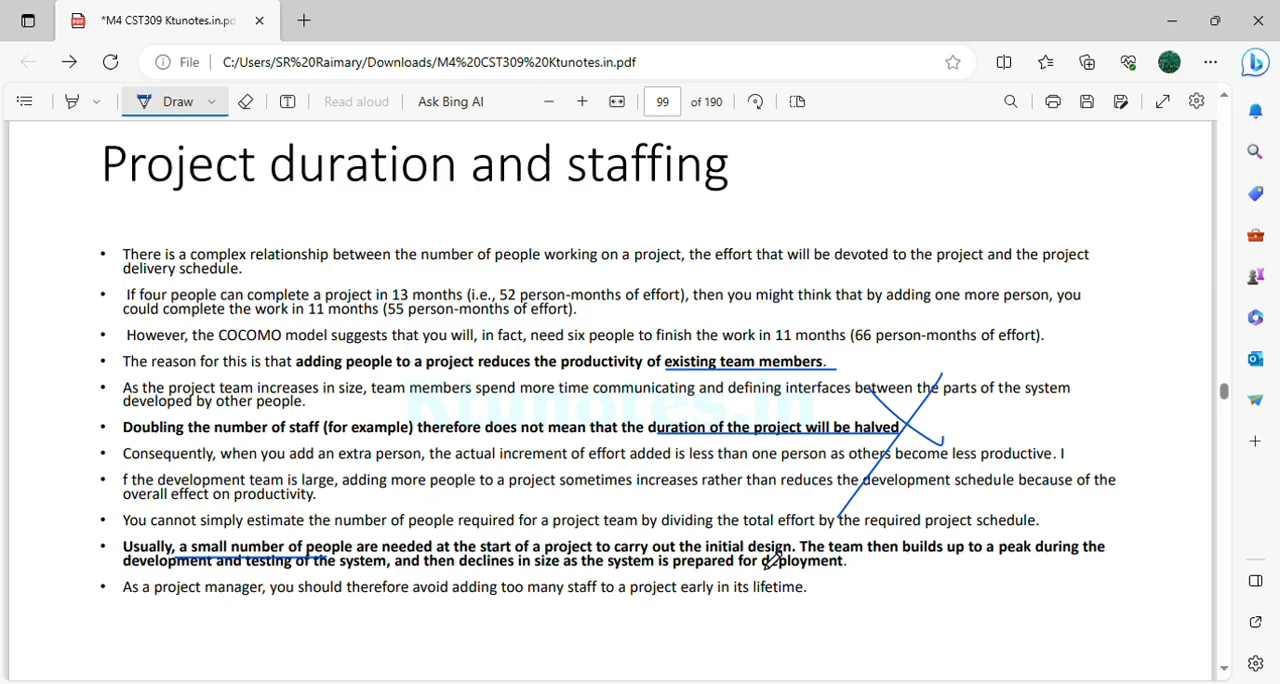 *M4 CST309 Ktunotes.in.pd
File
C:/Users/SR%20Raimary/Downloads/M4%20CST309%20Ktunotes.in.pdf
Draw
Read aloud
Ask Bing AI
99
of 190
Project duration and staffing
• There is a complex relationship between the number of people working on a project, the effort that will be devoted to the project and the project
delivery schedule.
• If four people can complete a project in 13 months (i.e., 52 person-months of effort), then you might think that by adding one more person, you
could complete the work in 11 months (55 person-months of effort).
• However, the COCOMO model suggests that you will, in fact, need six people to finish the work in 11 months (66 person-months of effort).
• The reason for this is that adding people to a project reduces the productivity of existing team members.
• As the project team increases in size, team members spend more time communicating and defining interfaces between the parts of the system
developed by other people.
Ktunotes.in
• Doubling the number of staff (for example) therefore does not mean that the duration of the project will be halved
• Consequently, when you add an extra person, the actual increment of effort added is less than one person as others become less productive. I
• f the development team is large, adding more people to a project sometimes increases rather than reduces the development schedule because of the
overall effect on productivity.
• You cannot simply estimate the number of people required for a project team by dividing the total effort by the required project schedule.
• Usually, a small number of people are needed at the start of a project to carry out the initial design. The team then builds up to a peak during the
development and testing of the system, and then declines in size as the system is prepared for deployment.
• As a project manager, you should therefore avoid adding too many staff to a project early in its lifetime.